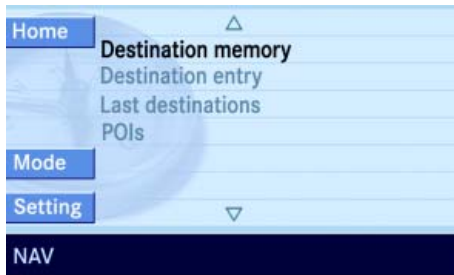 Home
Destination memory
Destination entry
Last destinations
POIs
Mode
Setting
NAV